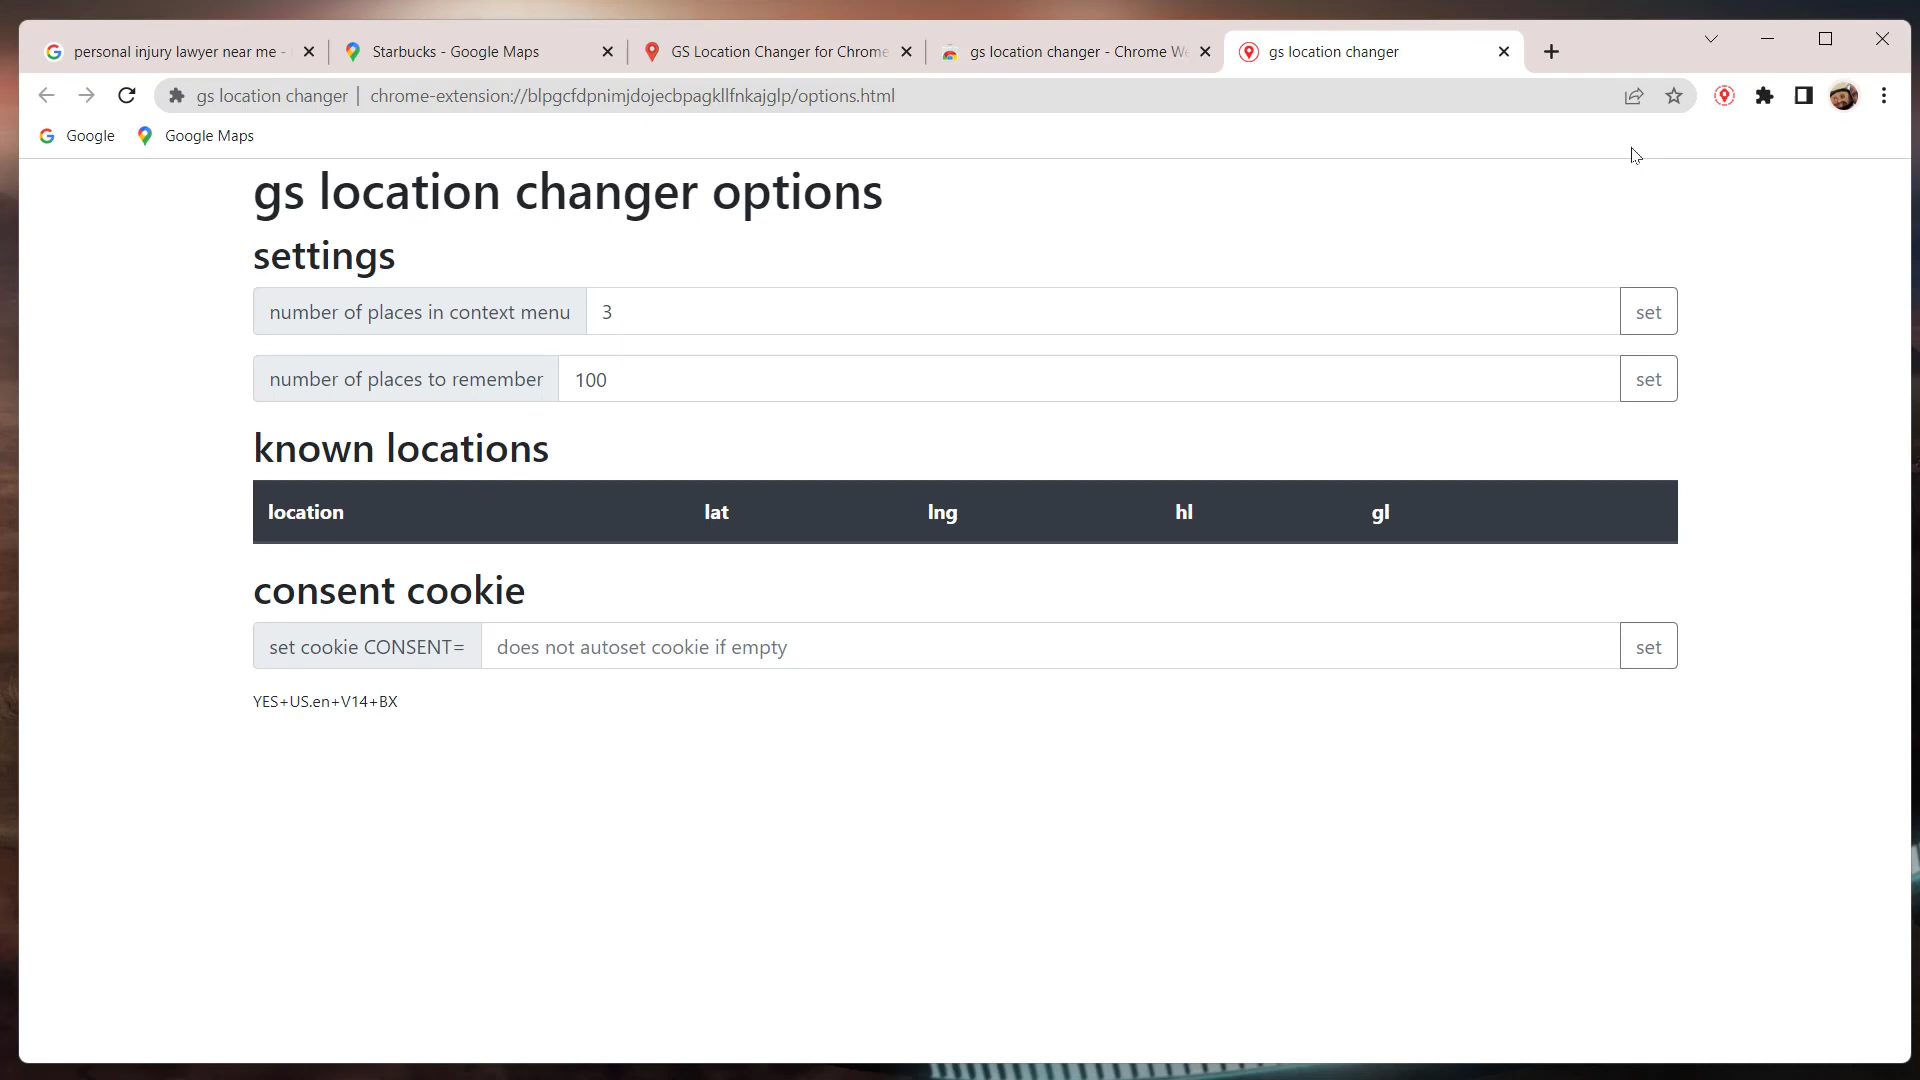 personal injury lawyer near me -
Starbucks - Google Maps
GS Location Changer for Chrome
gs location changer - Chrome We
gs location changer
gs location changer | chrome-extension://blpgcfdpnimjdojecbpagkllfnkajglp/options.html
Google
Google Maps
gs location changer options
settings
number of places in context menu 3 set
number of places to remember 100 set
known locations
location lat lng hl gl
consent cookie
set cookie CONSENT= does not autoset cookie if empty set
YES+US.en+V14+BX